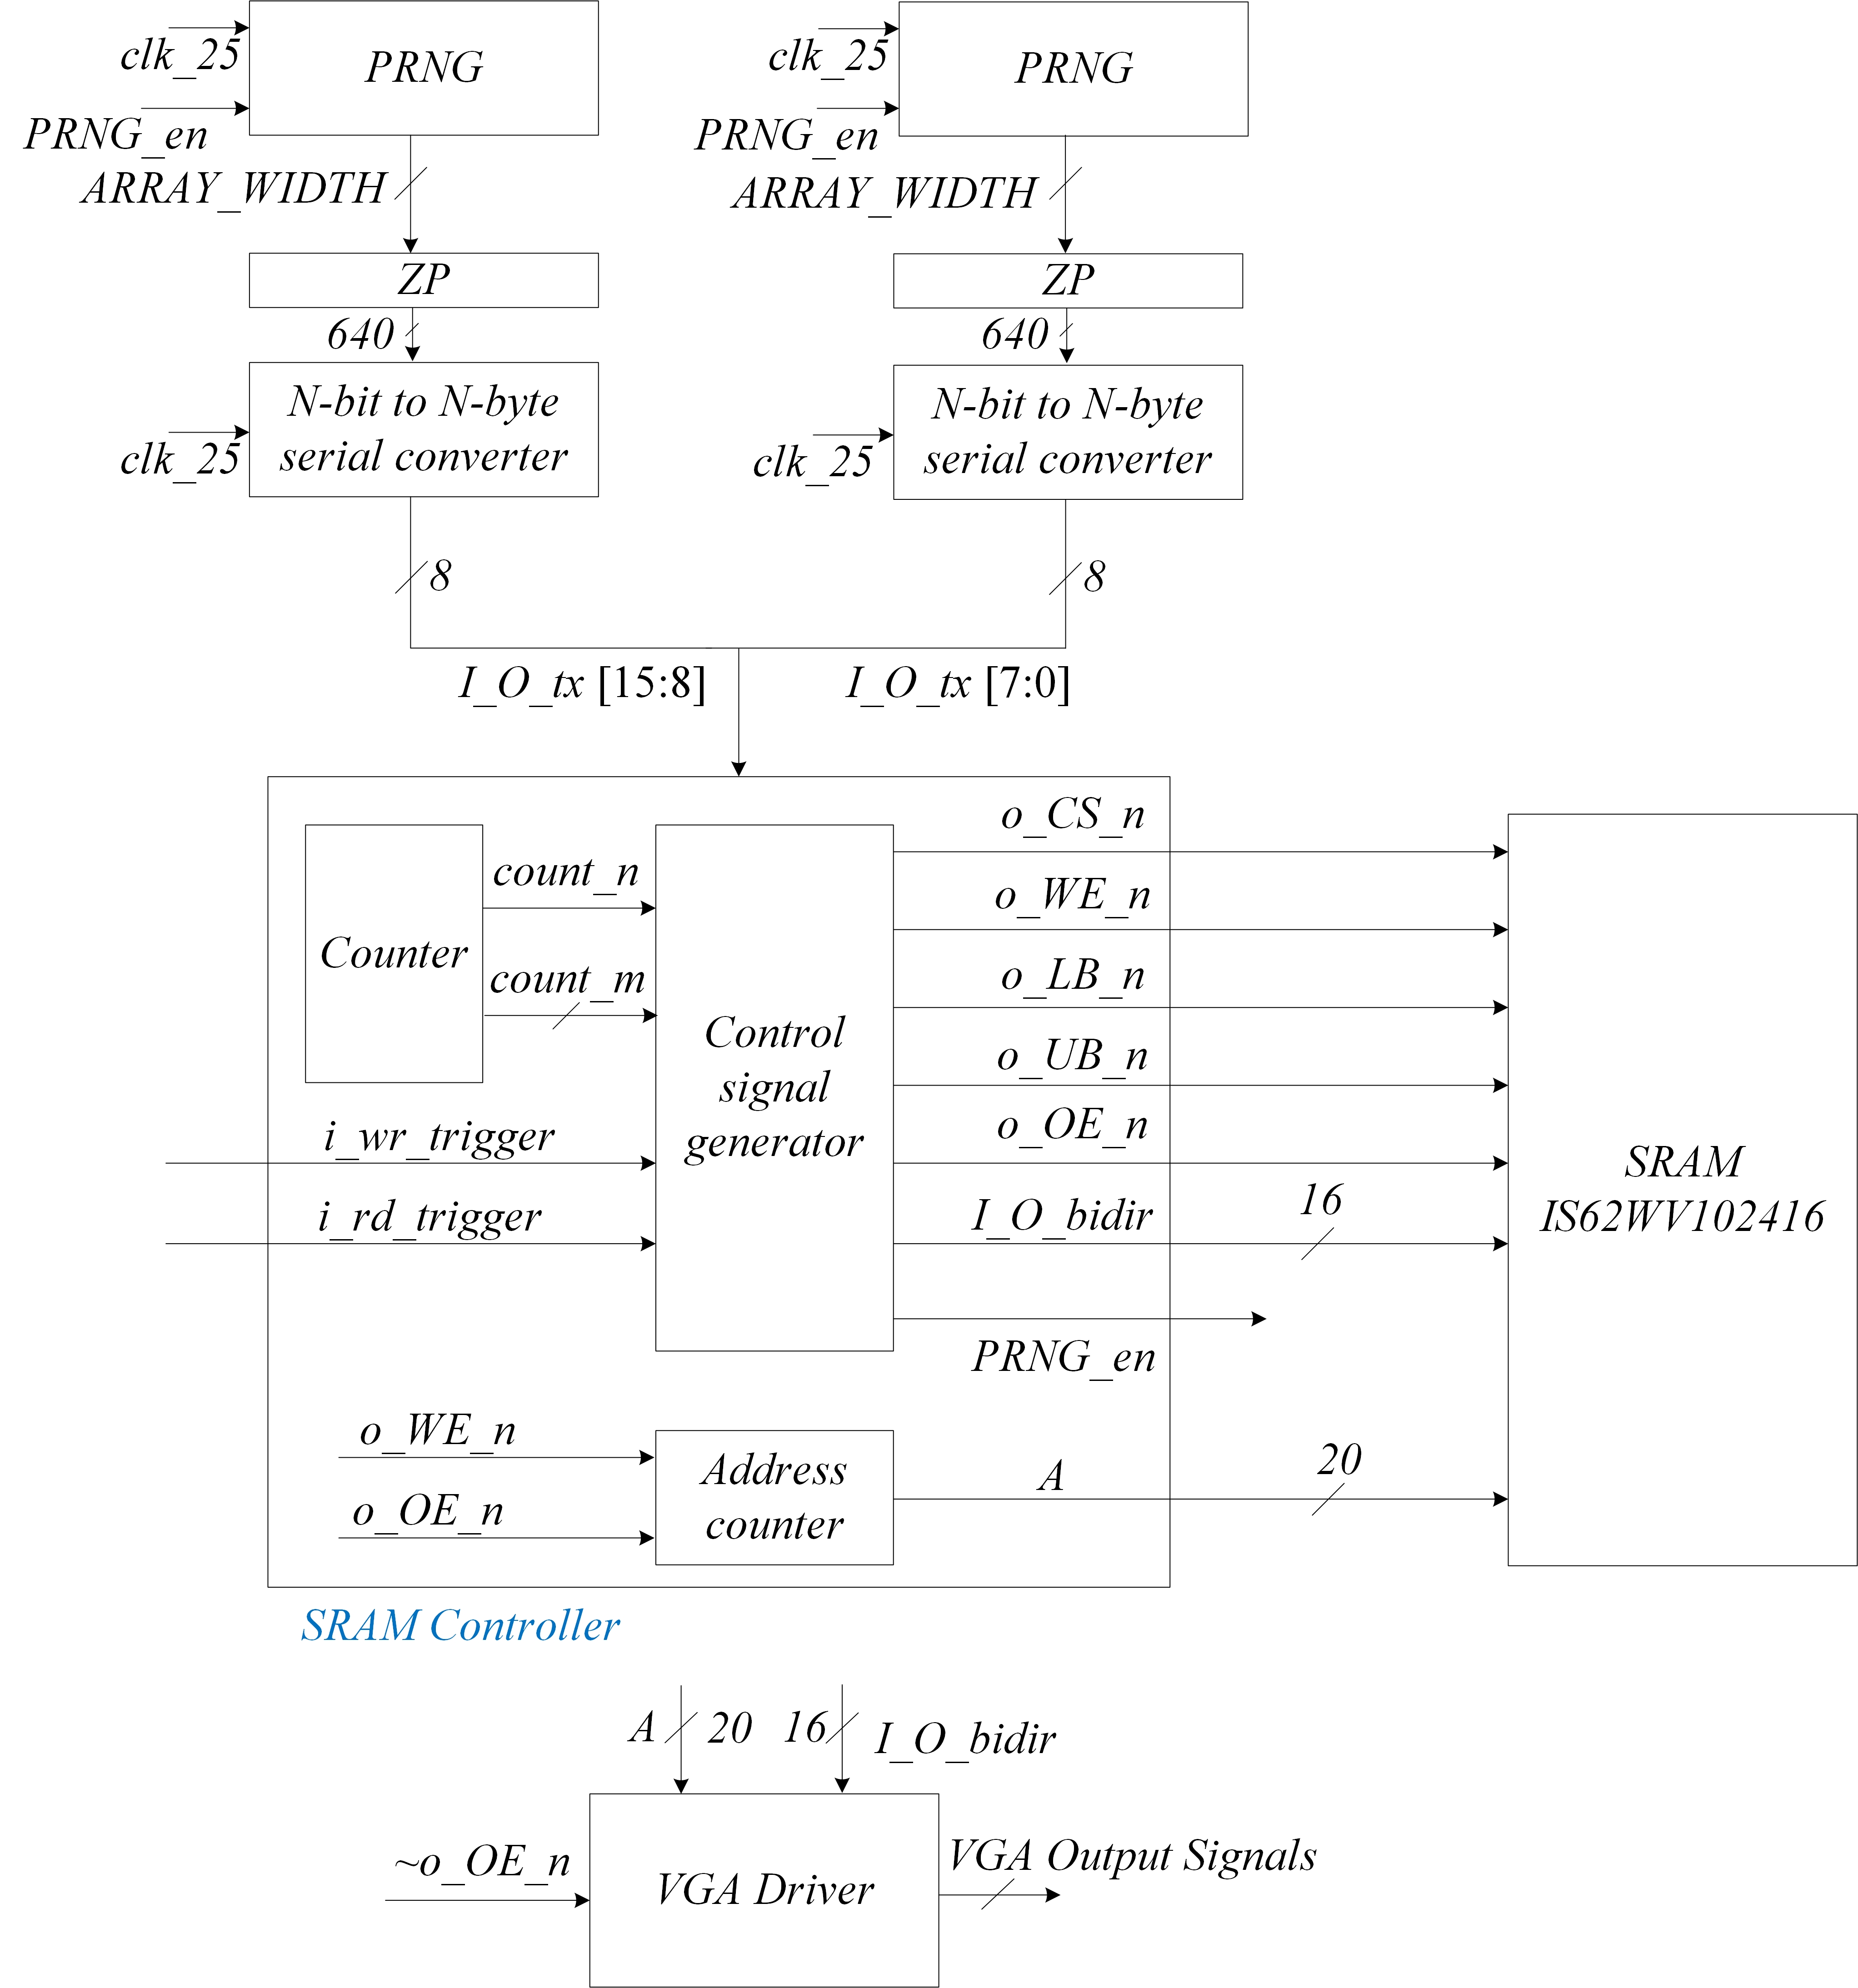 clk_25
PRNG
PRNG_en
ARRAY_WIDTH
ZP
640
N-bit to N-byte
serial converter
clk_25
8
I_O_tx [15:8]
clk_25
PRNG
PRNG_en
ARRAY_WIDTH
ZP
640
N-bit to N-byte
serial converter
clk_25
8
I_O_tx [7:0]
Counter
count_n
count_m
i_wr_trigger
i_rd_trigger
Control
signal
generator
o_CS_n
o_WE_n
o_LB_n
o_UB_n
o_OE_n
I_O_bidir
16
PRNG_en
SRAM
IS62WV102416
o_WE_n
o_OE_n
Address
counter
A
20
SRAM Controller
A
20
16
I_O_bidir
~o_OE_n
VGA Driver
VGA Output Signals